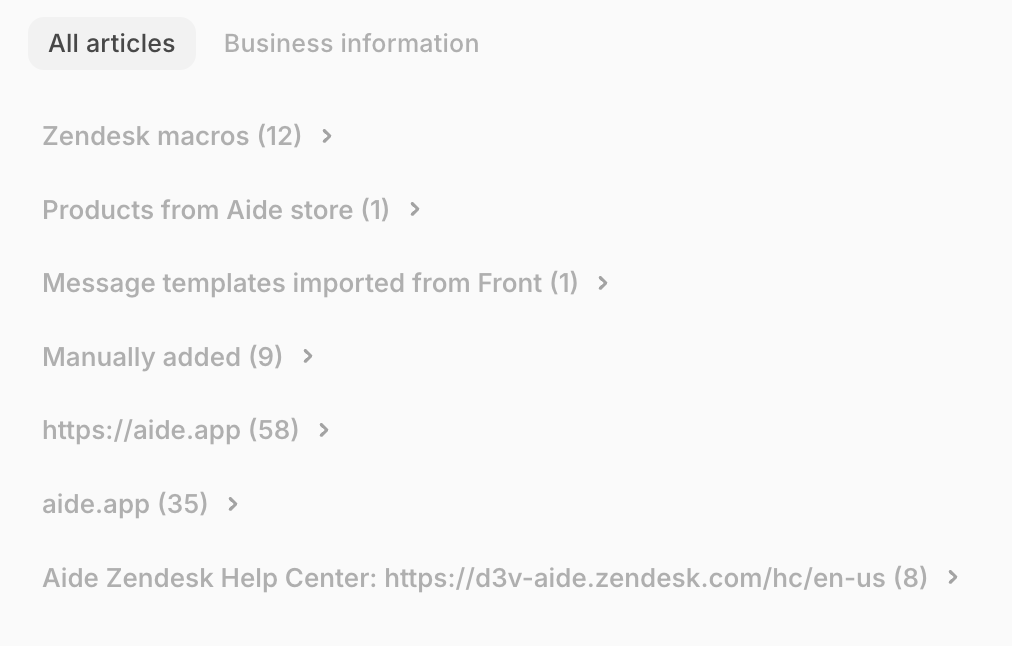 All articles Business information
Zendesk macros (12)
Products from Aide store (1)
Message templates imported from Front (1)
Manually added (9)
https://aide.app (58)
aide.app (35)
Aide Zendesk Help Center: https://d3v-aide.zendesk.com/hc/en-us (8)